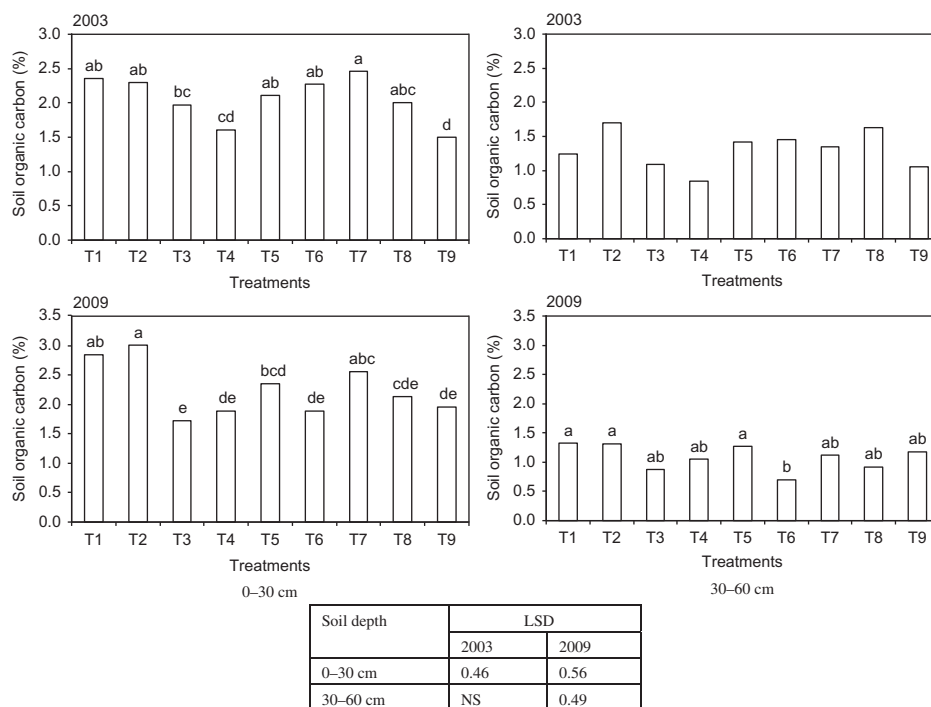 2003
Soil organic carbon (%)
3.0
2.5
2.0
1.5
1.0
0.5
0.0
ab ab bc cd ab ab a abc d
T1 T2 T3 T4 T5 T6 T7 T8 T9
Treatments
2003
Soil organic carbon (%)
3.0
2.5
2.0
1.5
1.0
0.5
0.0
T1 T2 T3 T4 T5 T6 T7 T8 T9
Treatments
2009
Soil organic carbon (%)
3.5
3.0
2.5
2.0
1.5
1.0
0.5
0.0
ab a e de bcd de abc cde de
T1 T2 T3 T4 T5 T6 T7 T8 T9
Treatments
0–30 cm
2009
Soil organic carbon (%)
3.5
3.0
2.5
2.0
1.5
1.0
0.5
0.0
a a ab ab a b ab ab ab
T1 T2 T3 T4 T5 T6 T7 T8 T9
Treatments
30–60 cm
Soil depth LSD
2003 2009
0–30 cm 0.46 0.56
30–60 cm NS 0.49